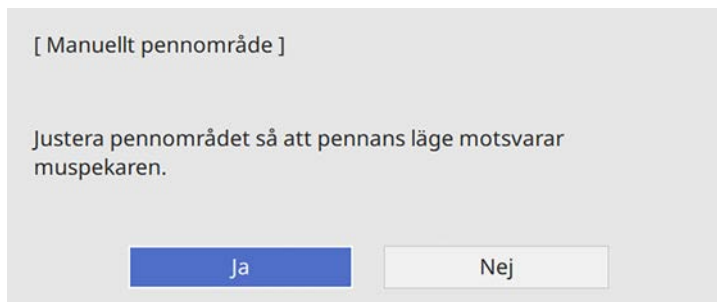 [ Manuellt pennområde ]
Justera pennområdet så att pennans läge motsvarar
muspekaren.
Ja
Nej